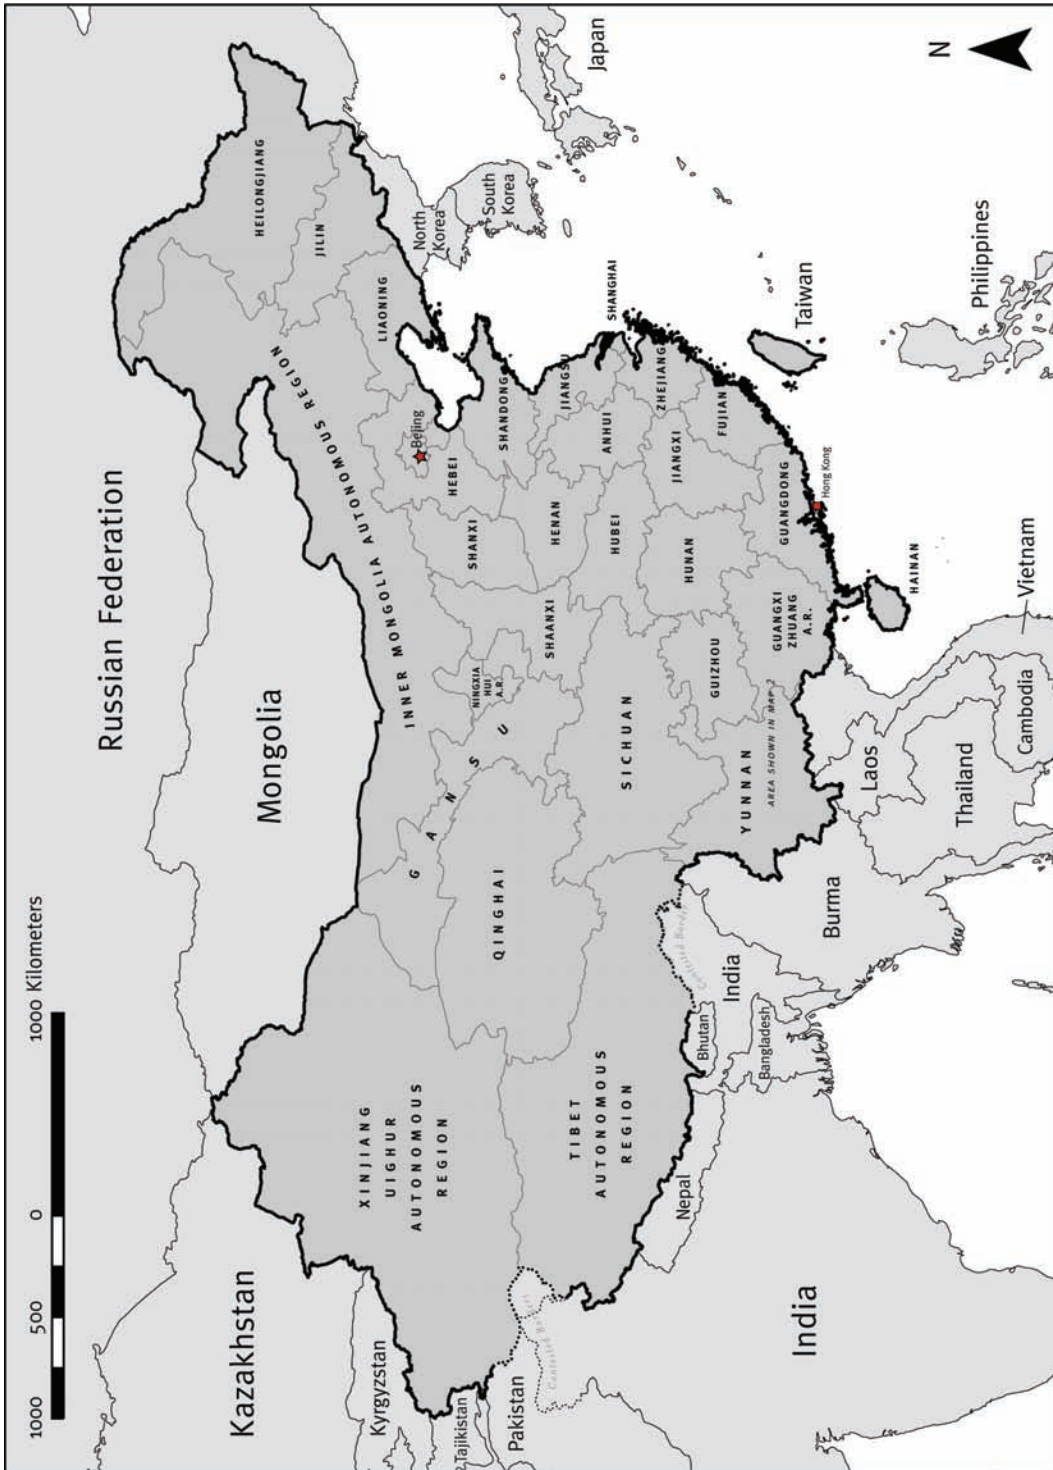 1000
500
0
1000 Kilometers
Russian Federation
Kazakhstan
Mongolia
HEILONGJIANG
JILIN
INNER MONGOLIA AUTONOMOUS REGION
LIAONING
Kyrgyzstan
XINJIANG
UIGHUR
AUTONOMOUS
REGION
GANSU
Beijing
HEBEI
North
Korea
South
Korea
Japan
Tajikistan
Pakistan
QINGHAI
NINGXIA
HUI
A.R.
SHANXI
SHANDONG
Contested Borders
SHAANXI
HENAN
JIANGSU
TIBET
AUTONOMOUS
REGION
SICHUAN
HUBEI
ANHUI
SHANGHAI
Nepal
Bhutan
Contested Border
India
GUIZHOU
HUNAN
JIANGXI
ZHEJIANG
FUJIAN
Bangladesh
YUNNAN
AREA SHOWN IN MAP 2
GUANGXI
ZHUANG
A.R.
GUANGDONG
Hong Kong
Taiwan
India
Burma
Laos
HAINAN
Thailand
Cambodia
Vietnam
Philippines
N